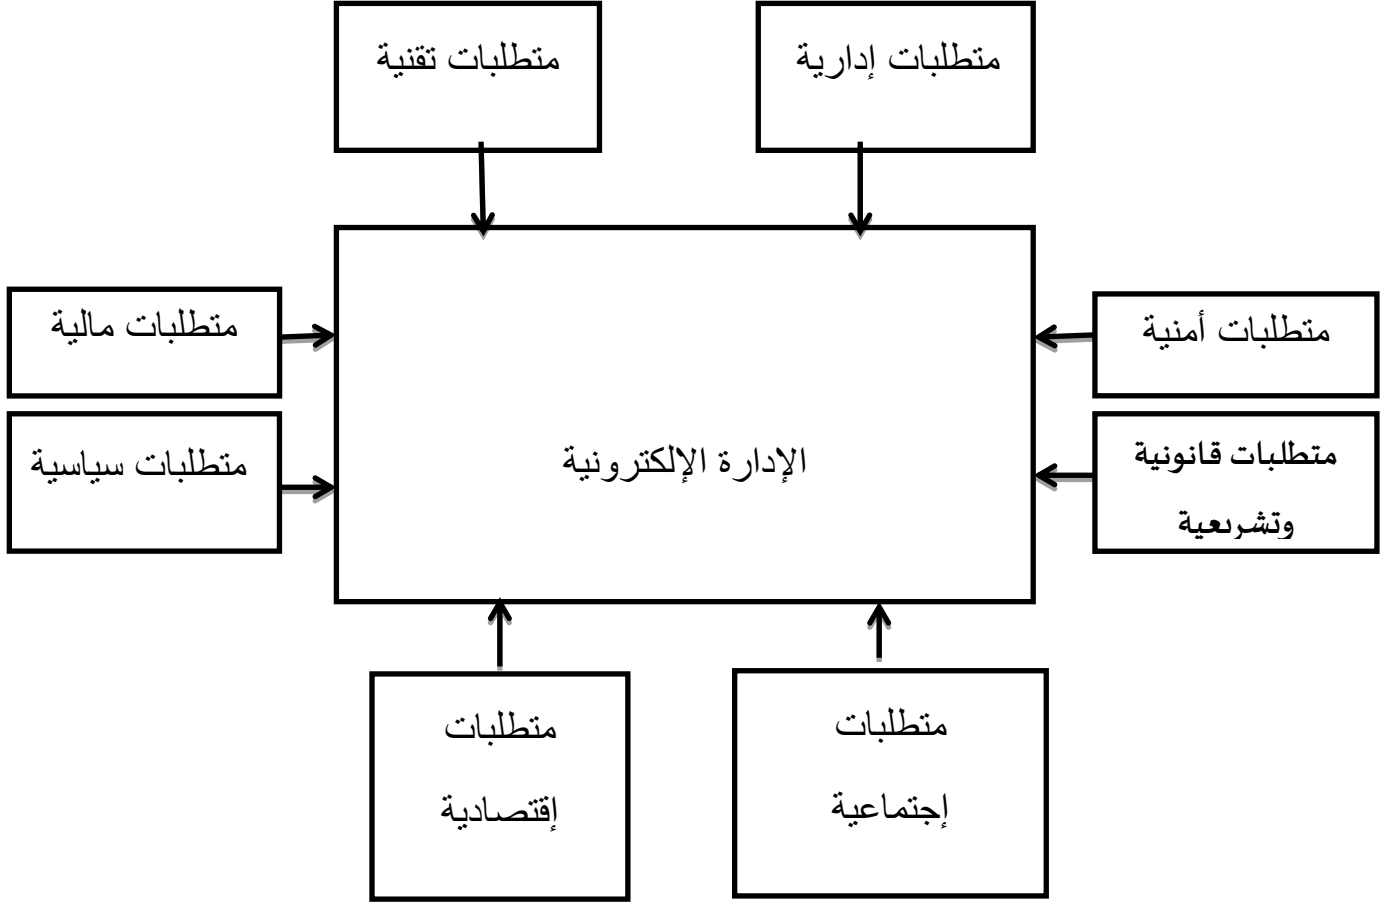 متطلبات إدارية
متطلبات تقنية
متطلبات أمنية
متطلبات مالية
متطلبات قانونية
وتشريعية
الإدارة الإلكترونية
متطلبات سياسية
متطلبات
إجتماعية
متطلبات
إقتصادية